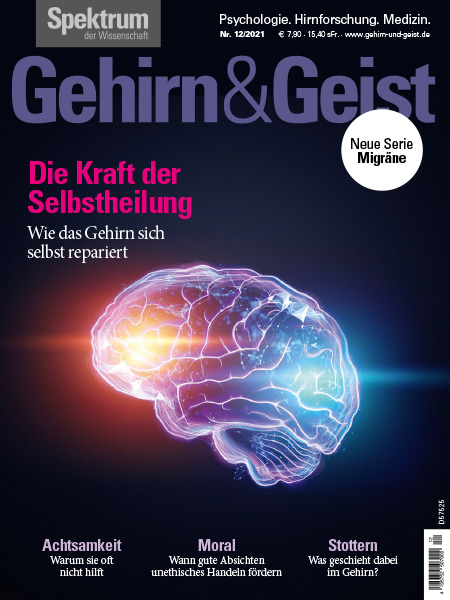 Spektrum
der Wissenschaft
Psychologie. Hirnforschung. Medizin.
Nr. 12/2021 € 7,90 · 15,40 sFr. · www.gehirn-und-geist.de
Gehirn&Geist
Neue Serie
Migräne
Die Kraft der
Selbstheilung
Wie das Gehirn sich
selbst repariert
Achtsamkeit
Warum sie oft
nicht hilft
Moral
Wann gute Absichten
unethisches Handeln fördern
Stottern
Was geschieht dabei
im Gehirn?
D57525
12